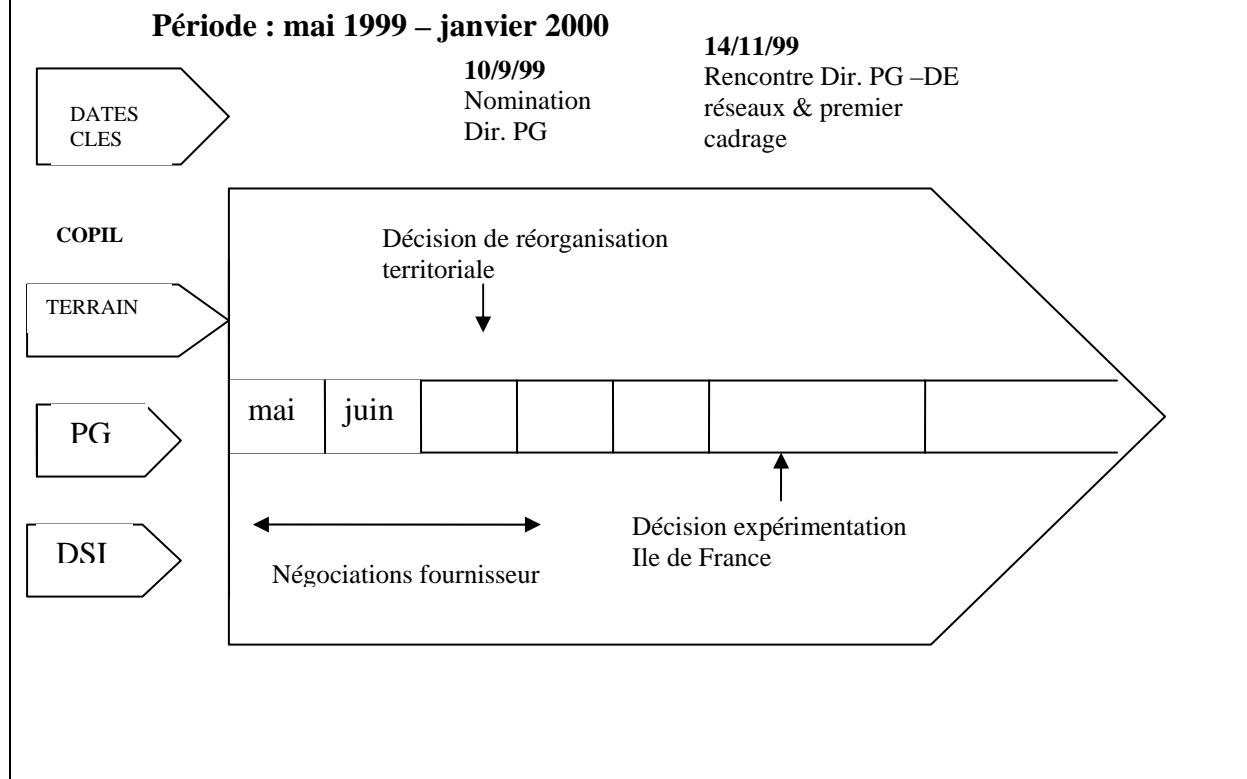 Période : mai 1999 – janvier 2000
10/9/99
Nomination
Dir. PG
14/11/99
Rencontre Dir. PG –DE
réseaux & premier
cadrage
DATES
CLES
COPIL
Décision de réorganisation
territoriale
TERRAIN
PG
mai
juin
DSI
Négociations fournisseur
Décision expérimentation
Ile de France